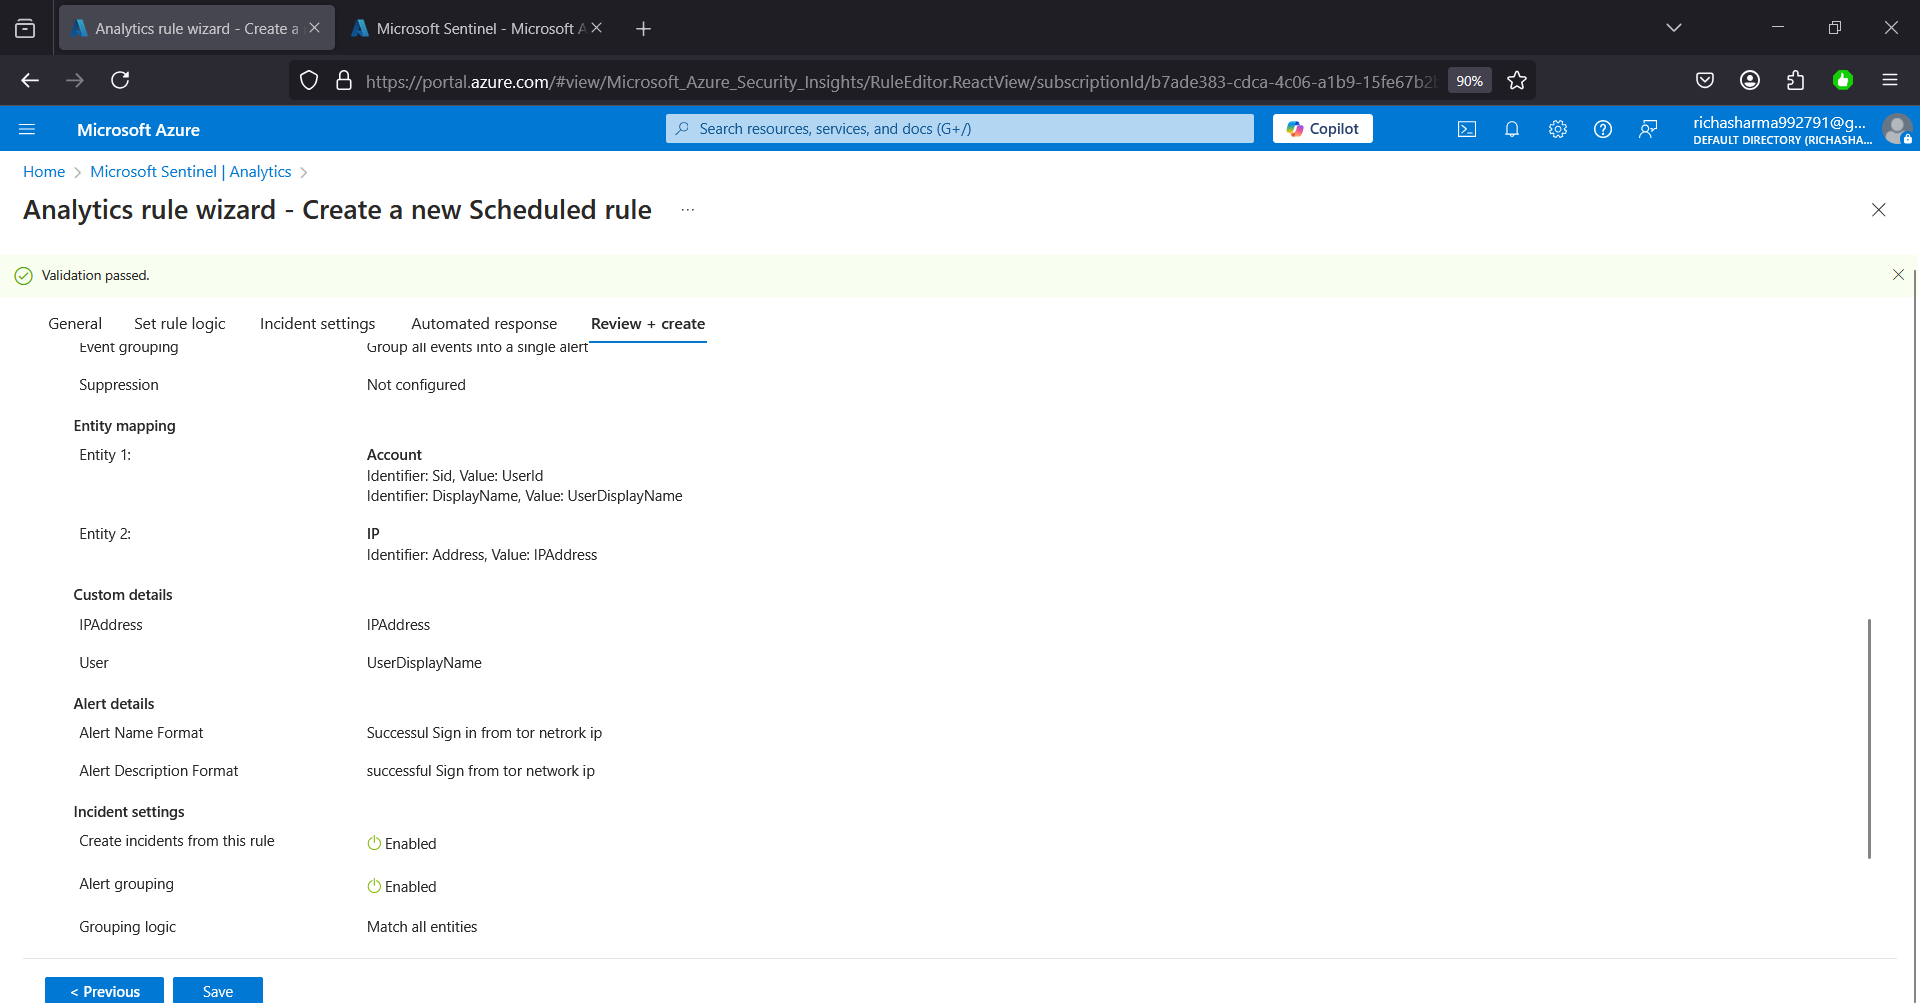 Analytics rule wizard - Create a
Microsoft Sentinel - Microsoft A
https://portal.azure.com/#view/Microsoft_Azure_Security_Insights/RuleEditor.ReactView/subscriptionId/b7ade383-cdca-4c06-a1b9-15fe67b2b
90%
Microsoft Azure
Search resources, services, and docs (G+/)
Copilot
richasharma992791@g...
DEFAULT DIRECTORY (RICHASHA...
Home > Microsoft Sentinel | Analytics >
Analytics rule wizard - Create a new Scheduled rule ...
Validation passed.
General Set rule logic Incident settings Automated response Review + create
Event grouping Group all events into a single alert
Suppression Not configured
Entity mapping
Entity 1: Account
Identifier: Sid, Value: UserId
Identifier: DisplayName, Value: UserDisplayName
Entity 2: IP
Identifier: Address, Value: IPAddress
Custom details
IPAddress IPAddress
User UserDisplayName
Alert details
Alert Name Format Successul Sign in from tor netrork ip
Alert Description Format successful Sign from tor network ip
Incident settings
Create incidents from this rule Enabled
Alert grouping Enabled
Grouping logic Match all entities
< Previous Save